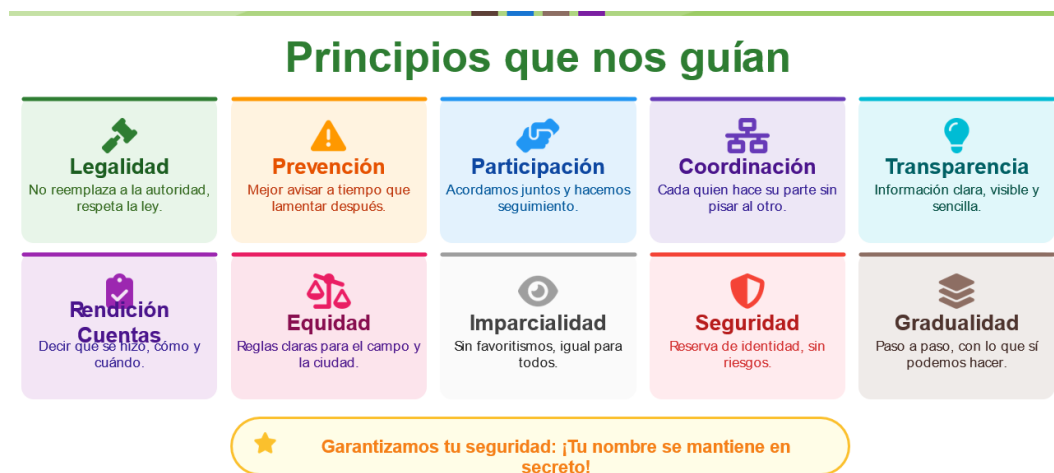 Principios que nos guían
Legalidad
No reemplaza a la autoridad,
respeta la ley.
Prevención
Mejor avisar a tiempo que
lamentar después.
Participación
Acordamos juntos y hacemos
seguimiento.
Coordinación
Cada quien hace su parte sin
pisar al otro.
Transparencia
Información clara, visible y
sencilla.
Rendición
Cuentas
Decir qué se hizo, cómo y
cuándo.
Equidad
Reglas claras para el campo y
la ciudad.
Imparcialidad
Sin favoritismos, igual para
todos.
Seguridad
Reserva de identidad, sin
riesgos.
Gradualidad
Paso a paso, con lo que sí
podemos hacer.
Garantizamos tu seguridad: ¡Tu nombre se mantiene en
secreto!